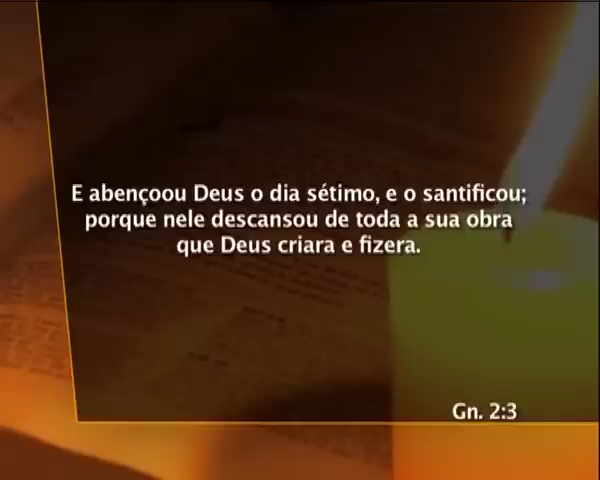 E abençoou Deus o dia sétimo, e o santificou;
porque nele descansou de toda a sua obra
que Deus criara e fizera.
Gn. 2:3